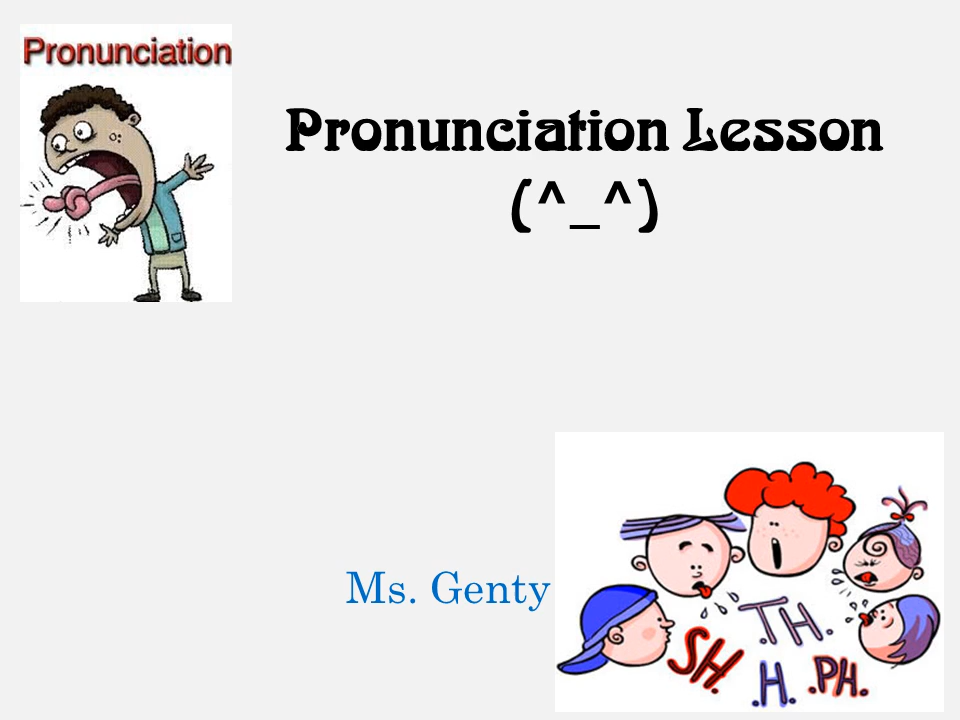 Pronunciation
Pronunciation Lesson
(^_^)
Ms. Genty
SH.
.TH.
.H.
.PH.